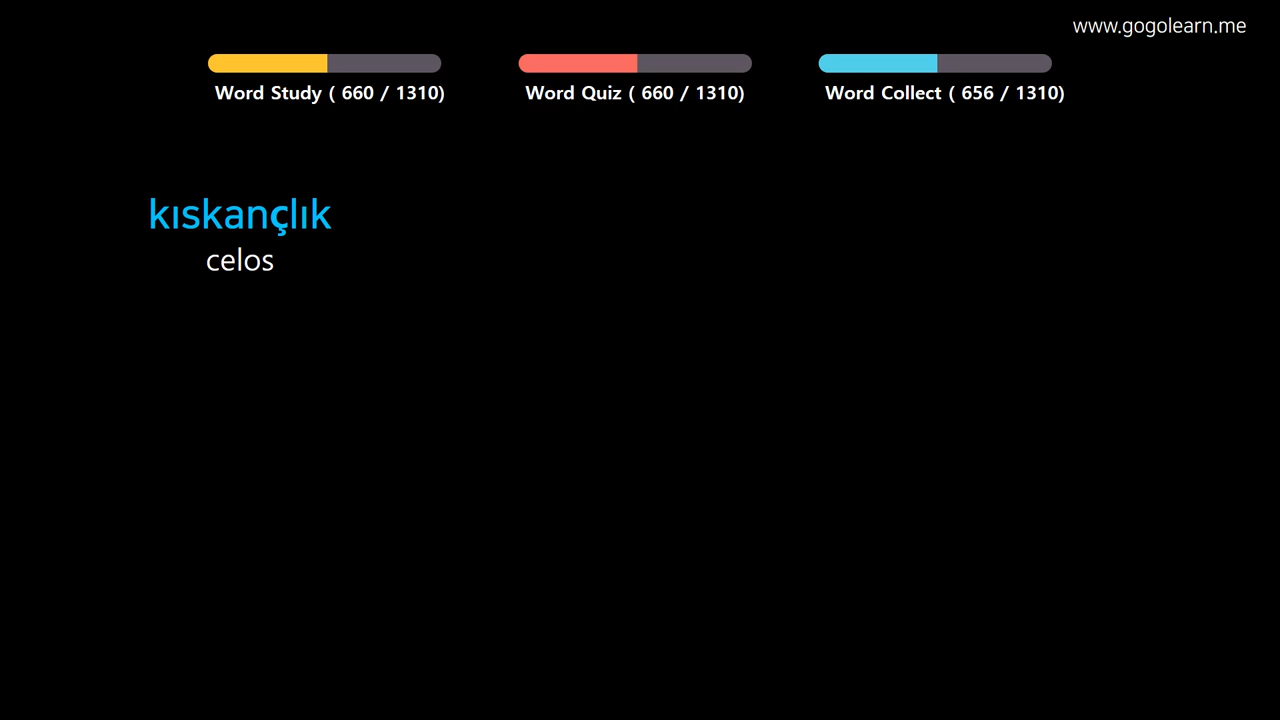 www.gogolearn.me
Word Study ( 660 / 1310)
Word Quiz ( 660 / 1310)
Word Collect ( 656 / 1310)
kıskançlık
celos